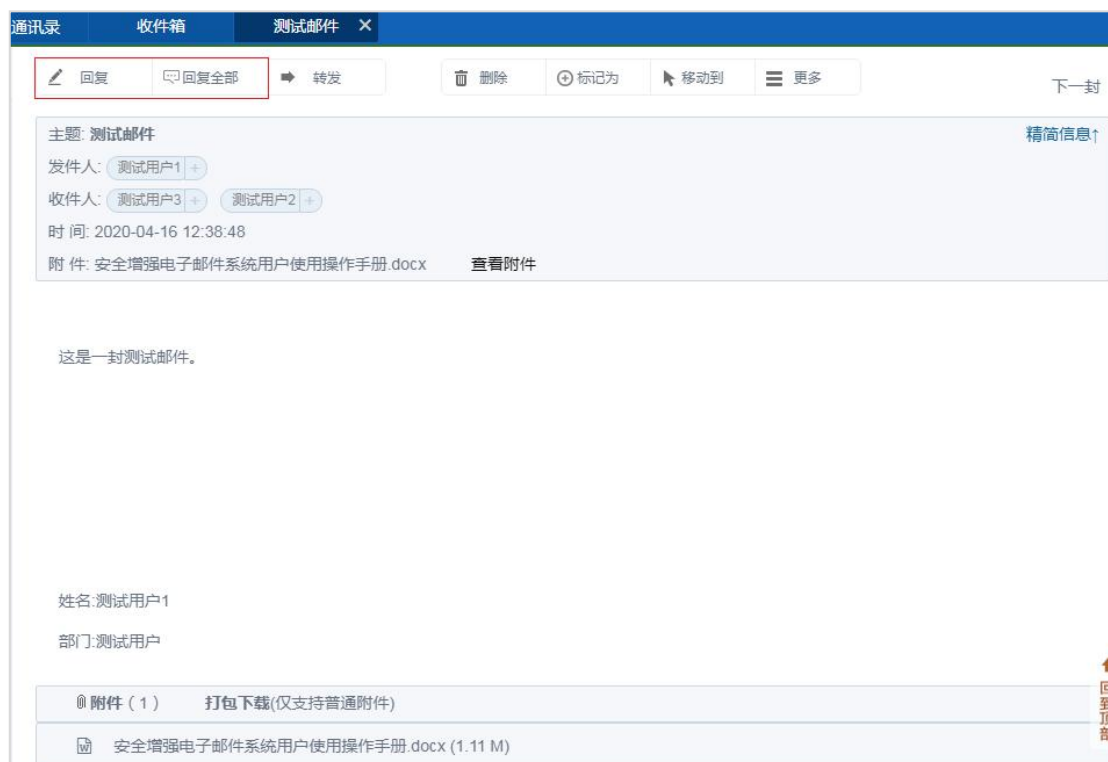 通讯录 收件箱 测试邮件 ×
回复 回复全部 转发 删除 标记为 移动到 更多 下一封
主题: 测试邮件 精简信息↑
发件人: 测试用户1 +
收件人: 测试用户3 + 测试用户2 +
时 间: 2020-04-16 12:38:48
附 件: 安全增强电子邮件系统用户使用操作手册.docx 查看附件
这是一封测试邮件。
姓名:测试用户1
部门:测试用户
附件 ( 1 ) 打包下载(仅支持普通附件)
安全增强电子邮件系统用户使用操作手册.docx (1.11 M)
回到顶部